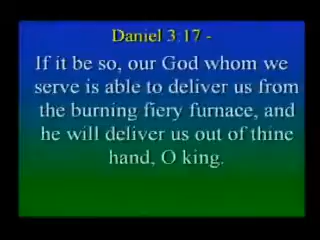 Daniel 3:17 -
If it be so, our God whom we
serve is able to deliver us from
the burning fiery furnace, and
he will deliver us out of thine
hand, O king.